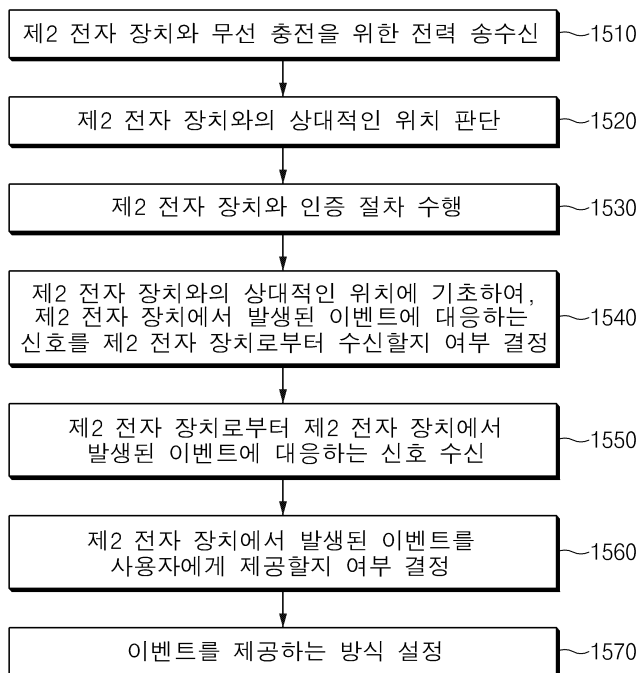 제2 전자 장치와 무선 충전을 위한 전력 송수신
1510
제2 전자 장치와의 상대적인 위치 판단
1520
제2 전자 장치와 인증 절차 수행
1530
제2 전자 장치와의 상대적인 위치에 기초하여,
제2 전자 장치에서 발생된 이벤트에 대응하는
신호를 제2 전자 장치로부터 수신할지 여부 결정
1540
제2 전자 장치로부터 제2 전자 장치에서
발생된 이벤트에 대응하는 신호 수신
1550
제2 전자 장치에서 발생된 이벤트를
사용자에게 제공할지 여부 결정
1560
이벤트를 제공하는 방식 설정
1570